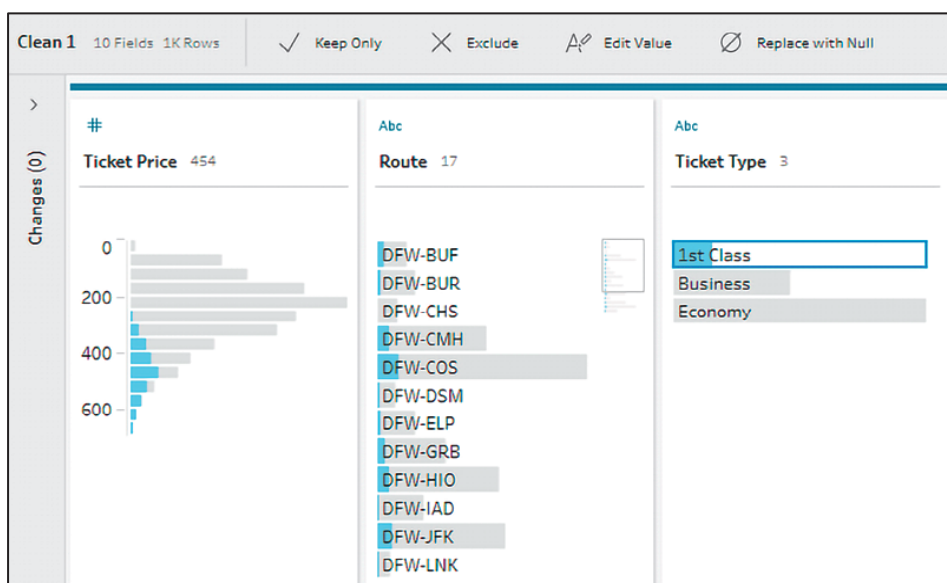 Clean 1 10 Fields 1K Rows Keep Only Exclude Edit Value Replace with Null
Changes (0)
#
Ticket Price 454
0
200
400
600
Abc
Route 17
DFW-BUF
DFW-BUR
DFW-CHS
DFW-CMH
DFW-COS
DFW-DSM
DFW-ELP
DFW-GRB
DFW-HIO
DFW-IAD
DFW-JFK
DFW-LNK
Abc
Ticket Type 3
1st Class
Business
Economy